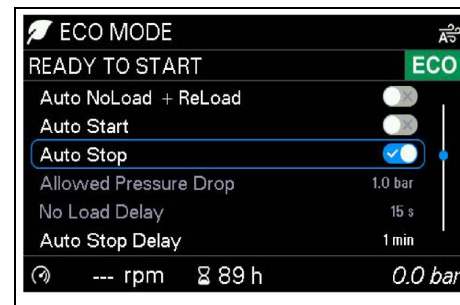 ECO MODE
READY TO START ECO
Auto NoLoad + ReLoad
Auto Start
Auto Stop
Allowed Pressure Drop 1.0 bar
No Load Delay 15 s
Auto Stop Delay 1 min
--- rpm 89 h 0.0 bar